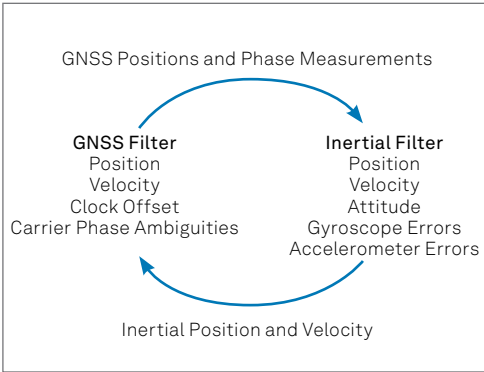 GNSS Positions and Phase Measurements
GNSS Filter
Position
Velocity
Clock Offset
Carrier Phase Ambiguities
Inertial Filter
Position
Velocity
Attitude
Gyroscope Errors
Accelerometer Errors
Inertial Position and Velocity